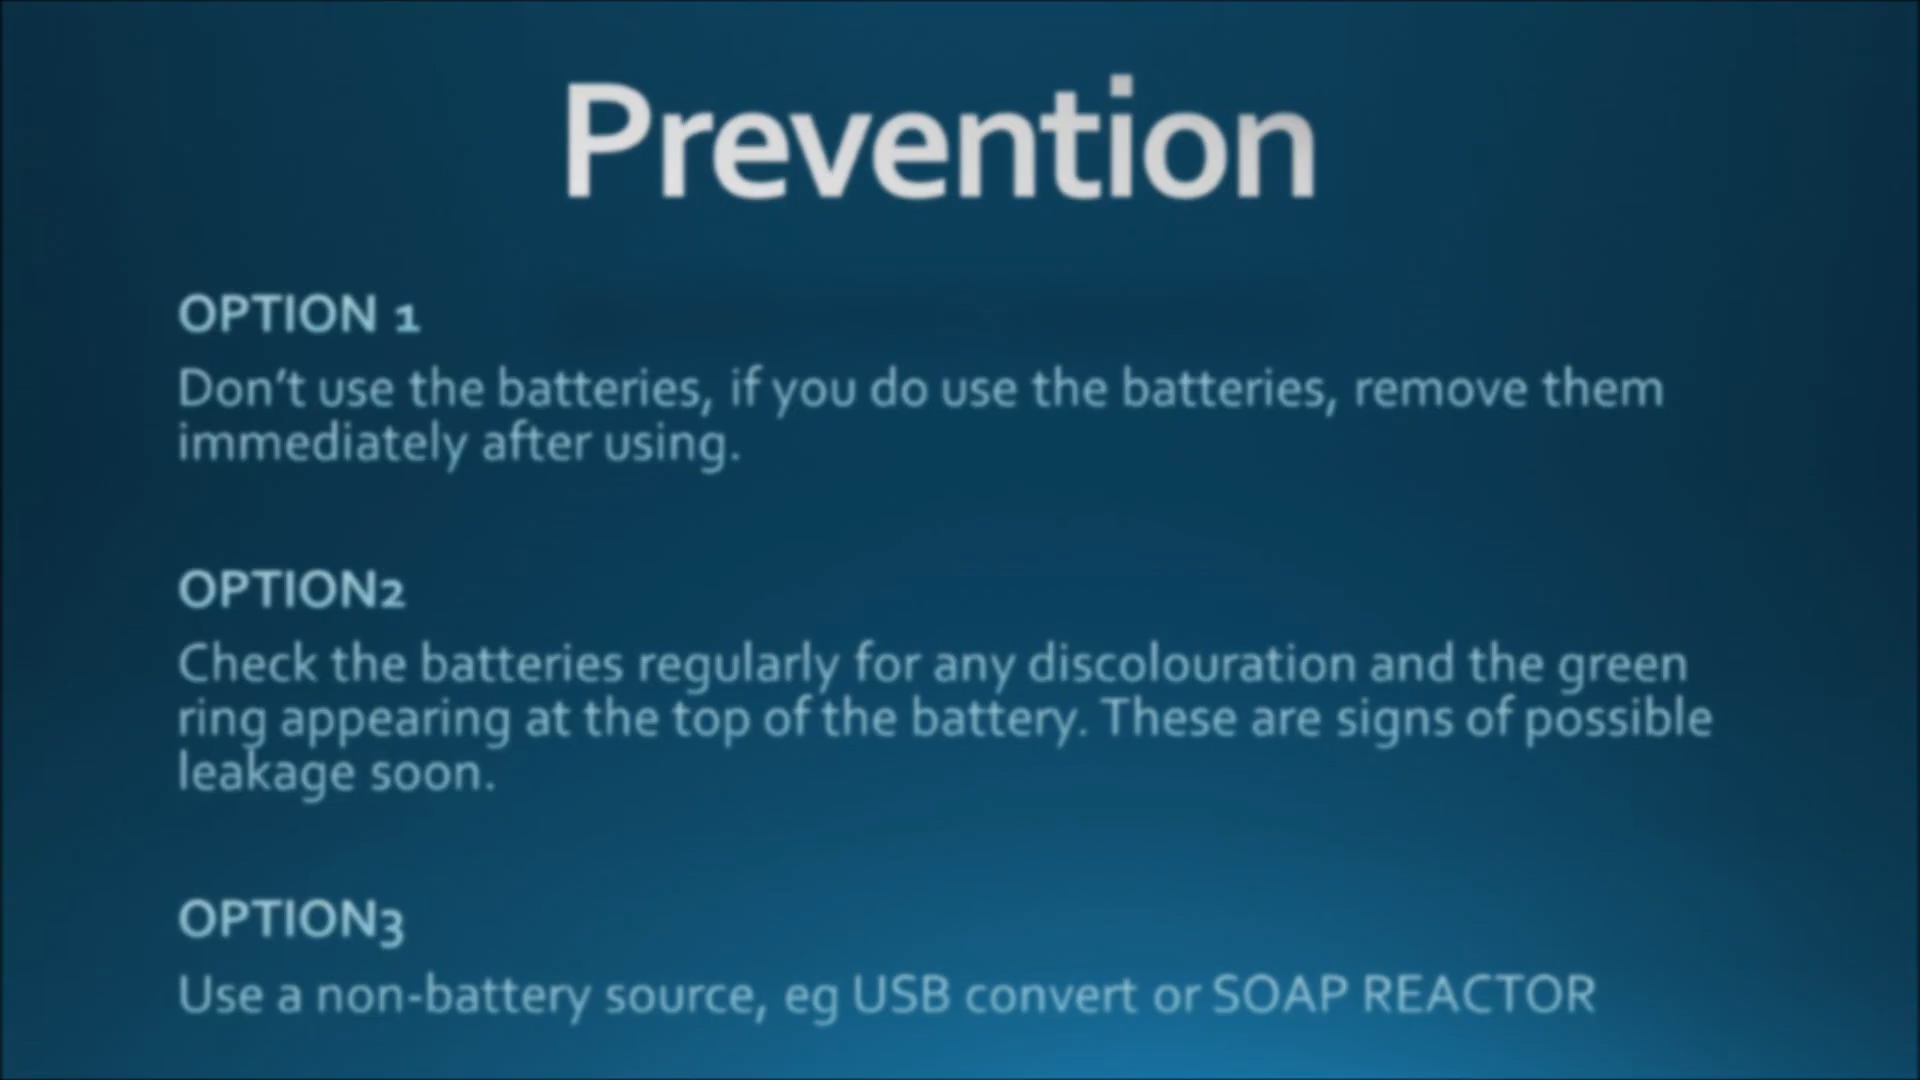 Prevention
OPTION 1
Don't use the batteries, if you do use the batteries, remove them
immediately after using.
OPTION2
Check the batteries regularly for any discolouration and the green
ring appearing at the top of the battery. These are signs of possible
leakage soon.
OPTION3
Use a non-battery source, eg USB convert or SOAP REACTOR